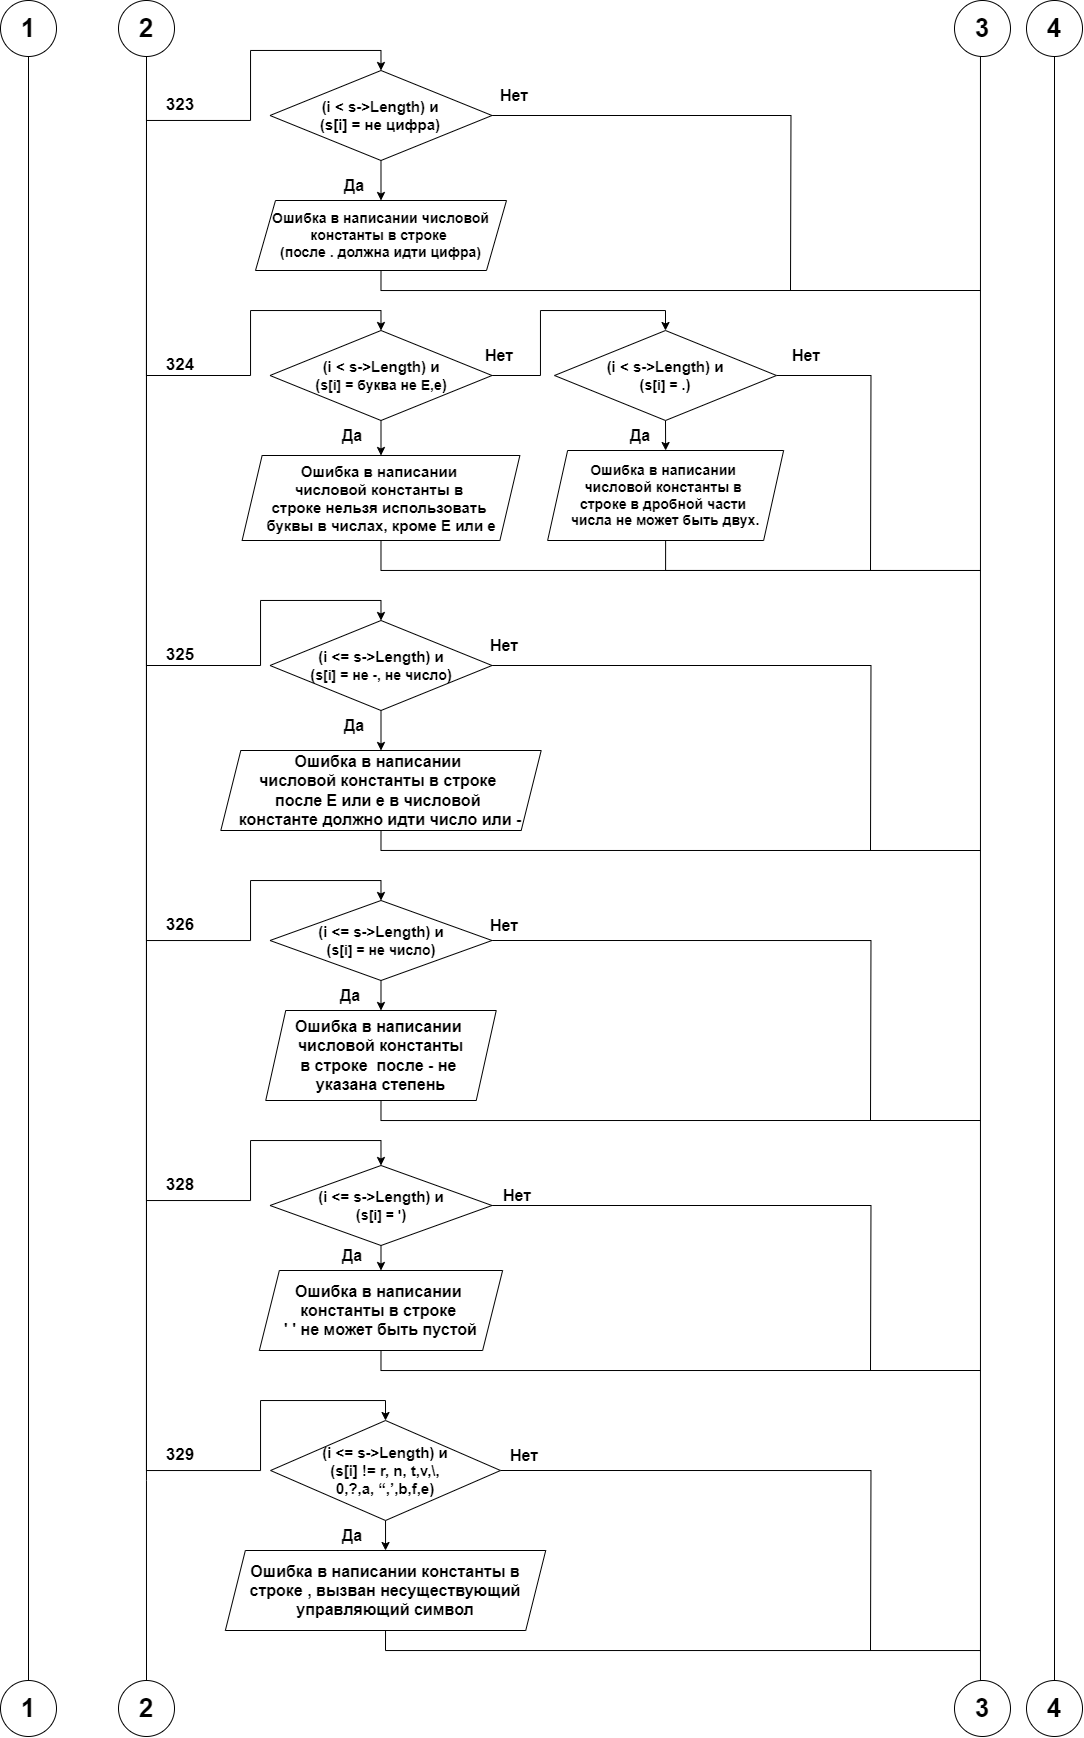 1
2
3
4
323
(i < s->Length) и
(s[i] = не цифра)
Нет
Да
Ошибка в написании числовой
константы в строке
(после . должна идти цифра)
324
(i < s->Length) и
(s[i] = буква не E,e)
Нет
(i < s->Length) и
(s[i] = .)
Нет
Да
Ошибка в написании
числовой константы в
строке нельзя использовать
буквы в числах, кроме E или e
Да
Ошибка в написании
числовой константы в
строке в дробной части
числа не может быть двух.
325
(i <= s->Length) и
(s[i] = не -, не число)
Нет
Да
Ошибка в написании
числовой константы в строке
после E или e в числовой
константе должно идти число или -
326
(i <= s->Length) и
(s[i] = не число)
Нет
Да
Ошибка в написании
числовой константы
в строке после - не
указана степень
328
(i <= s->Length) и
(s[i] = ')
Нет
Да
Ошибка в написании
константы в строке
' ' не может быть пустой
329
(i <= s->Length) и
(s[i] != r, n, t,v,\,
0,?,a, “,’,b,f,e)
Нет
Да
Ошибка в написании константы в
строке , вызван несуществующий
управляющий символ
1
2
3
4